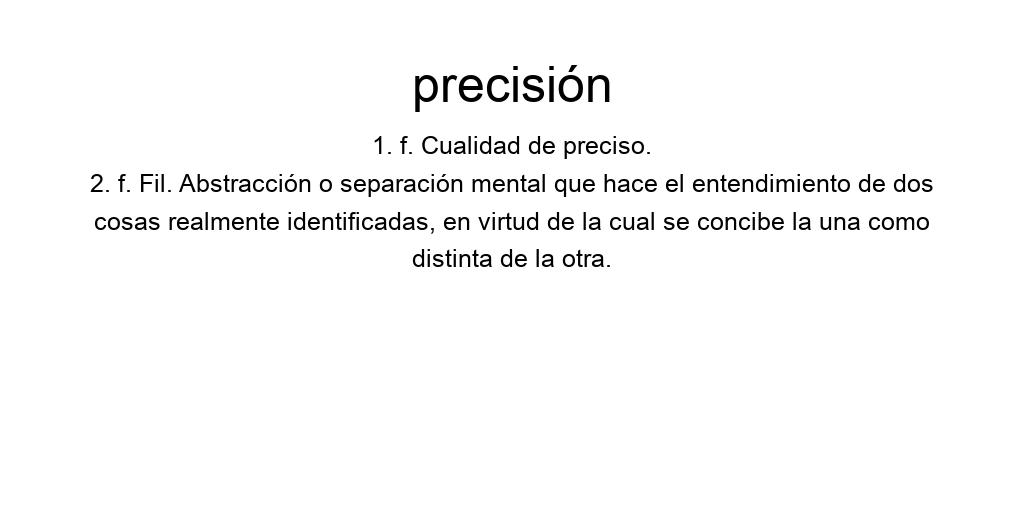 precisión
1. f. Cualidad de preciso.
2. f. Fil. Abstracción o separación mental que hace el entendimiento de dos
cosas realmente identificadas, en virtud de la cual se concibe la una como
distinta de la otra.